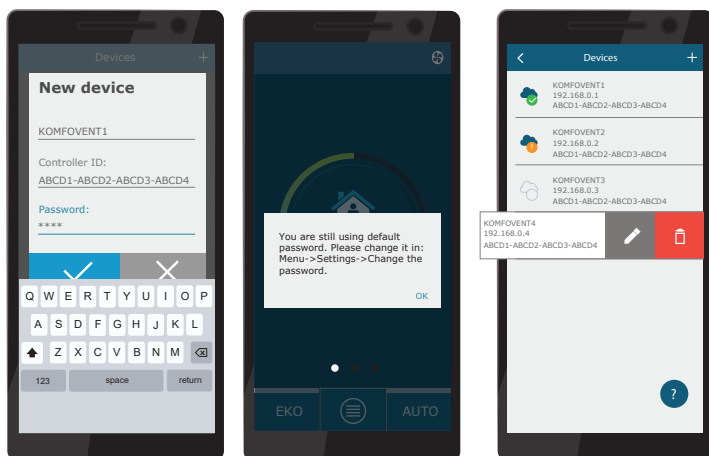 Devices +
New device
KOMFOVENT1
Controller ID:
ABCD1-ABCD2-ABCD3-ABCD4
Password:
****
Q W E R T Y U I O P
A S D F G H J K L
Z X C V B N M
123 space return
You are still using default
password. Please change it in:
Menu->Settings->Change the
password.
OK
EKO AUTO
Devices +
KOMFOVENT1
192.168.0.1
ABCD1-ABCD2-ABCD3-ABCD4
KOMFOVENT2
192.168.0.2
ABCD1-ABCD2-ABCD3-ABCD4
KOMFOVENT3
192.168.0.3
ABCD1-ABCD2-ABCD3-ABCD4
KOMFOVENT4
192.168.0.4
ABCD1-ABCD2-ABCD3-ABCD4
?